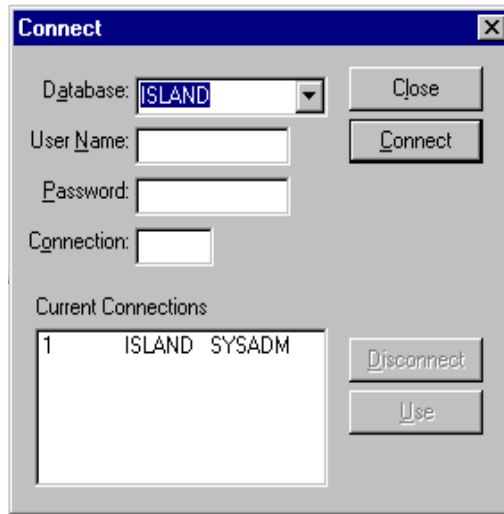 Connect
Database: ISLAND
Close
User Name:
Connect
Password:
Connection:
Current Connections
1 ISLAND SYSADM
Disconnect
Use